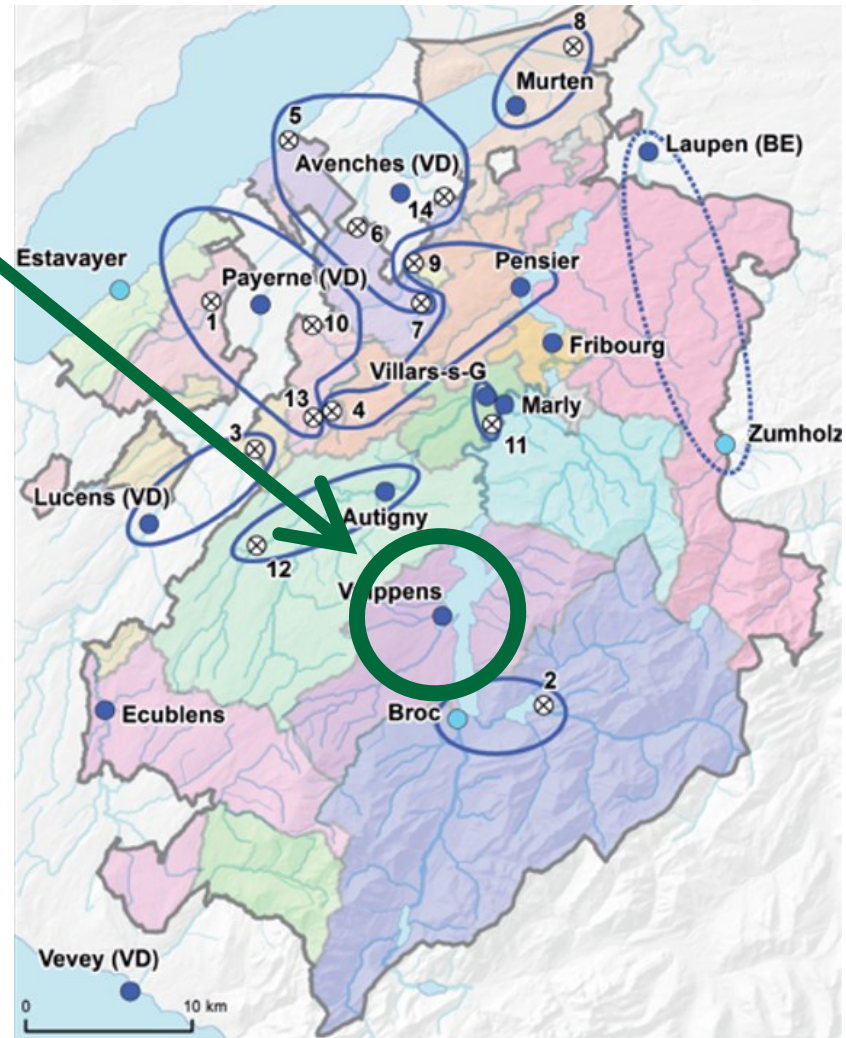 8
Murten
5
Laupen (BE)
Avenches (VD)
14
6
9
Estavayer
Pensier
Payerne (VD)
1
10
7
Fribourg
Villars-s-G
13
4
Marly
3
11
Zumholz
Lucens (VD)
Autigny
12
2
Ecublens
Broc
Vevey (VD)
0
10 km